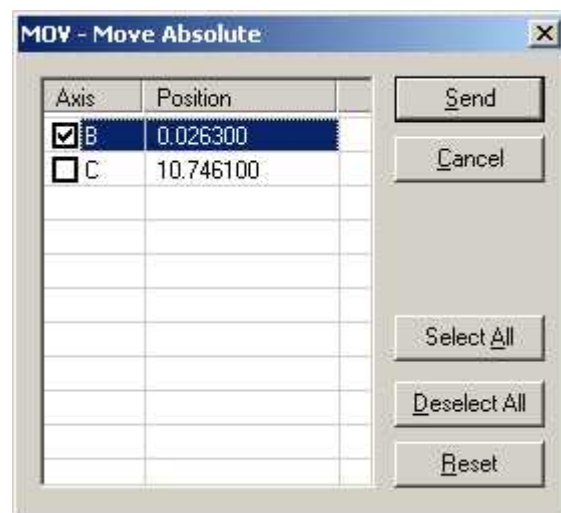 MOV - Move Absolute
Axis Position
B 0.026300
C 10.746100
Send
Cancel
Select All
Deselect All
Reset